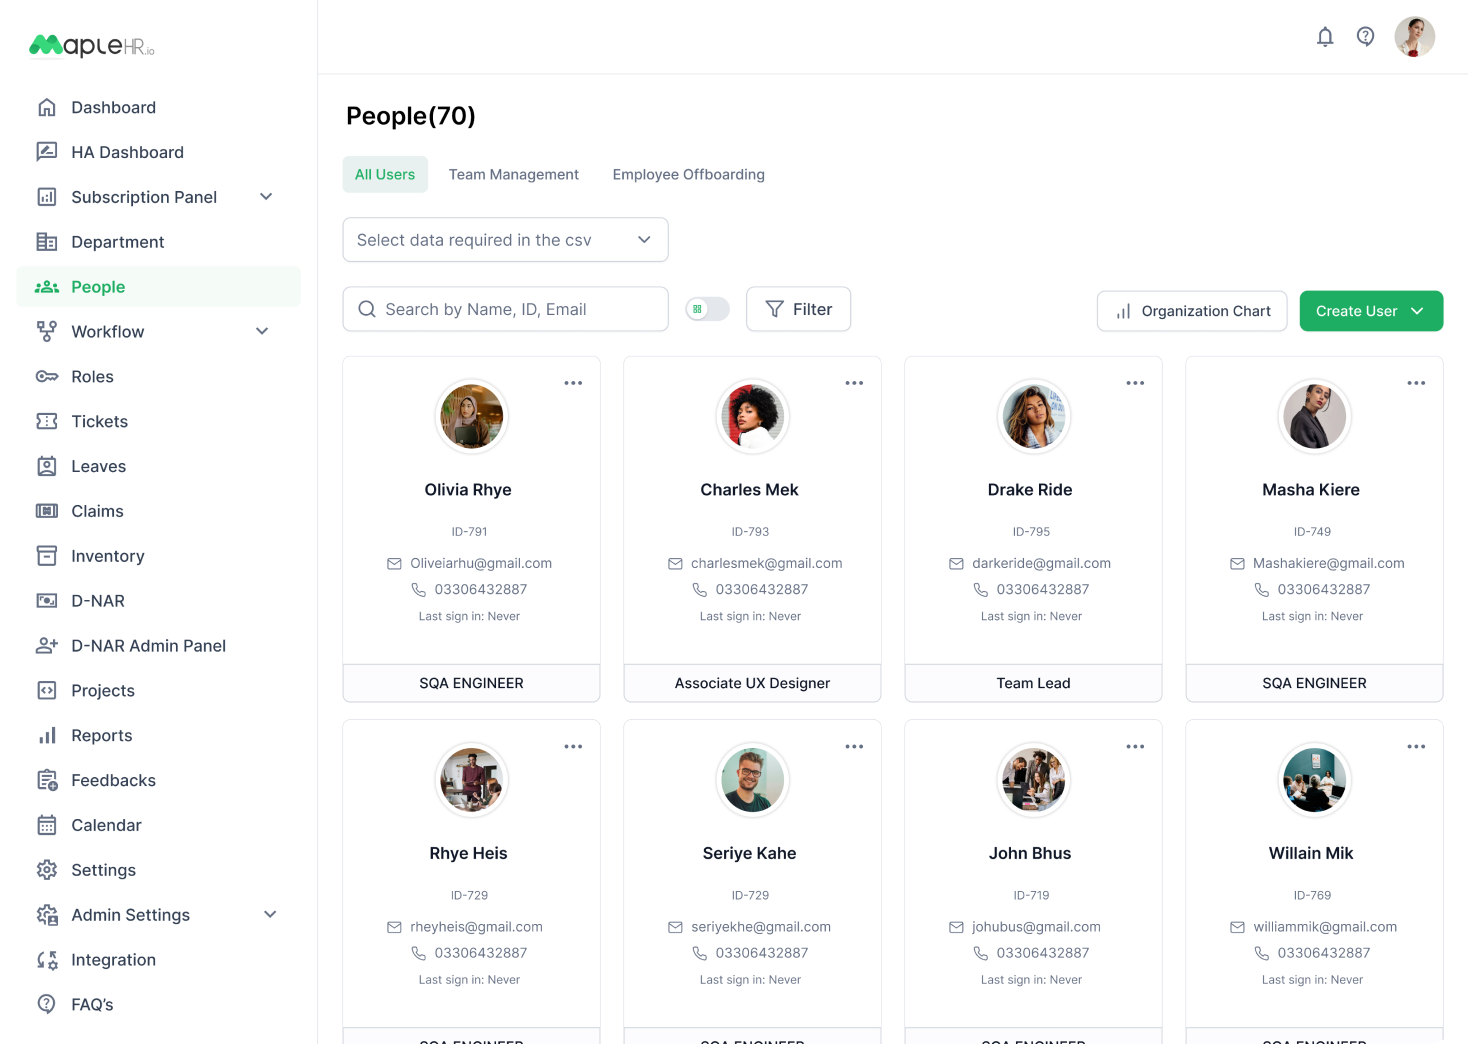 MapleHR.io
Dashboard
HA Dashboard
Subscription Panel
Department
People
Workflow
Roles
Tickets
Leaves
Claims
Inventory
D-NAR
D-NAR Admin Panel
Projects
Reports
Feedbacks
Calendar
Settings
Admin Settings
Integration
FAQ's
People(70)
All Users Team Management Employee Offboarding
Select data required in the csv
Search by Name, ID, Email Filter Organization Chart Create User
Olivia Rhye
ID-791
Oliveiarhu@gmail.com
03306432887
Last sign in: Never
SQA ENGINEER
Charles Mek
ID-793
charlesmek@gmail.com
03306432887
Last sign in: Never
Associate UX Designer
Drake Ride
ID-795
darkeride@gmail.com
03306432887
Last sign in: Never
Team Lead
Masha Kiere
ID-749
Mashakiere@gmail.com
03306432887
Last sign in: Never
SQA ENGINEER
Rhye Heis
ID-729
rheyheis@gmail.com
03306432887
Last sign in: Never
SQA ENGINEER
Seriye Kahe
ID-729
seriyekhe@gmail.com
03306432887
Last sign in: Never
SQA ENGINEER
John Bhus
ID-719
johubus@gmail.com
03306432887
Last sign in: Never
SQA ENGINEER
Willain Mik
ID-769
williammik@gmail.com
03306432887
Last sign in: Never
SQA ENGINEER